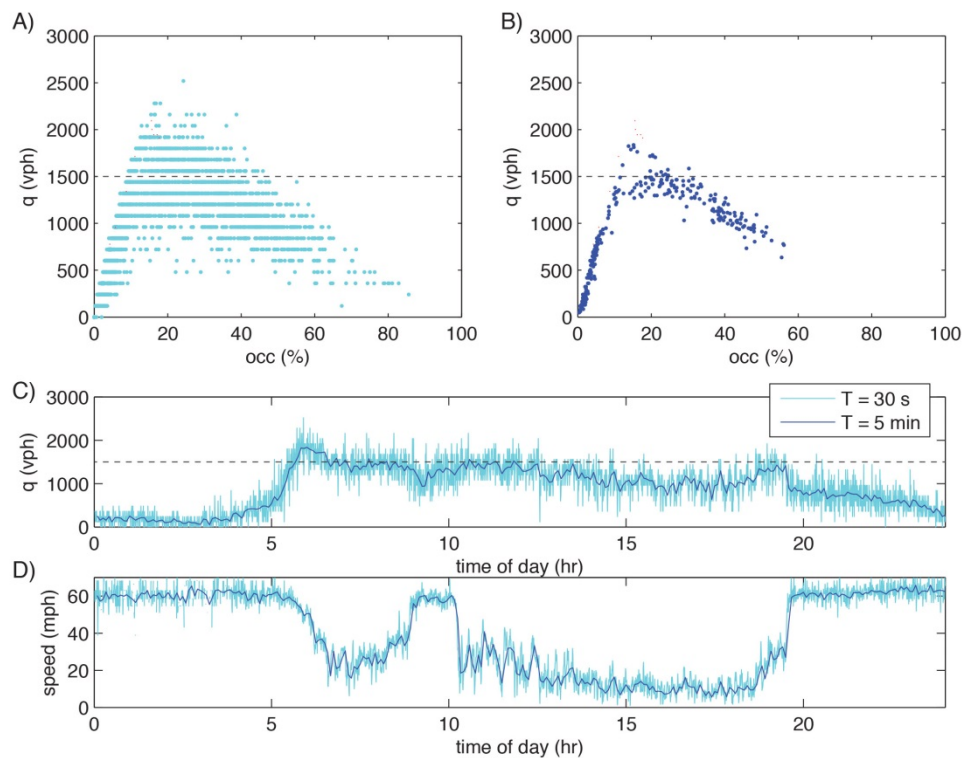 A)
3000
2500
2000
1500
1000
500
0
q (vph)
0 20 40 60 80 100
occ (%)
B)
3000
2500
2000
1500
1000
500
0
q (vph)
0 20 40 60 80 100
occ (%)
C)
3000
2000
1000
0
q (vph)
T = 30 s
T = 5 min
0 5 10 15 20
time of day (hr)
D)
60
40
20
0
speed (mph)
0 5 10 15 20
time of day (hr)